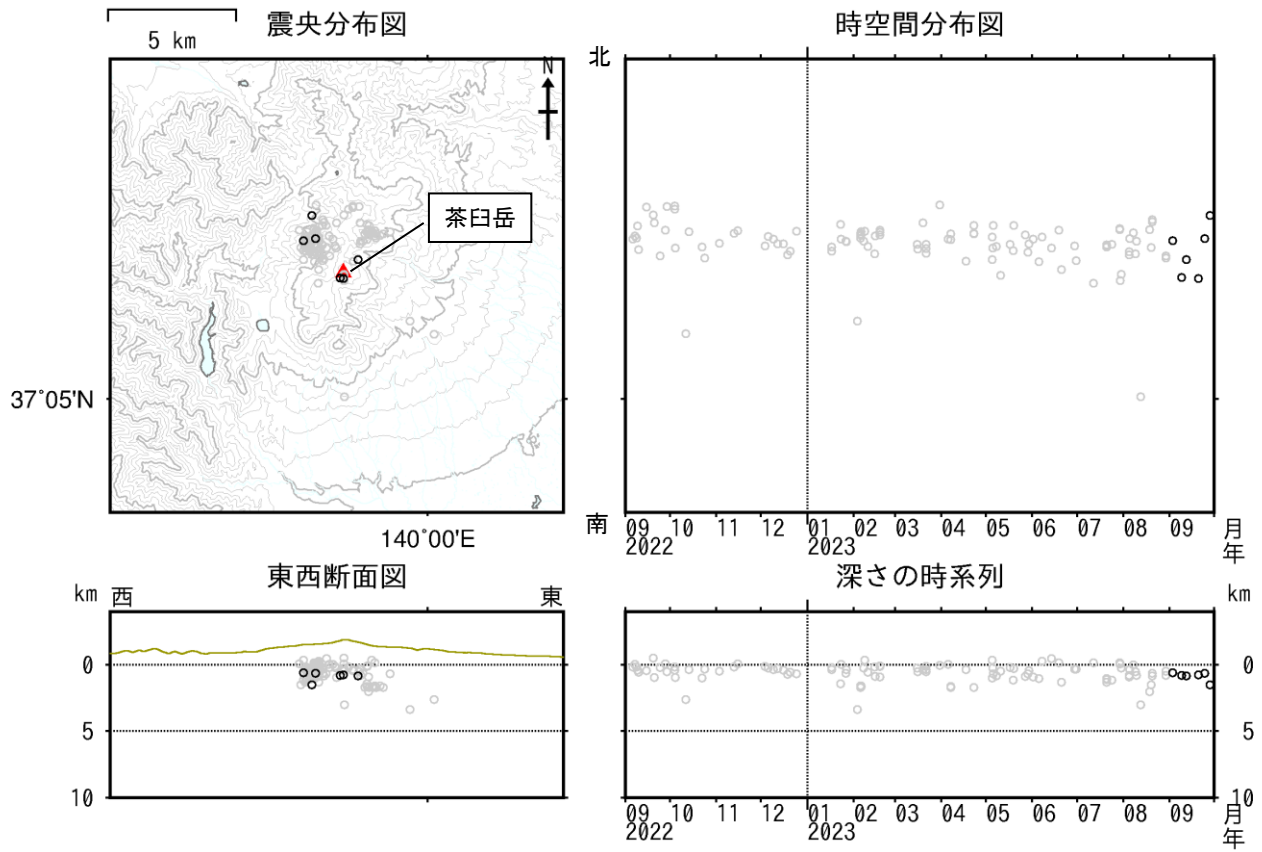 震央分布図
5 km
N
茶臼岳
37°05'N
140°00'E
時空間分布図
北
南
09 10 11 12 01 02 03 04 05 06 07 08 09 月
2022 2023 年
東西断面図
km 西 東
0
5
10
深さの時系列
km
0
5
10
09 10 11 12 01 02 03 04 05 06 07 08 09 月
2022 2023 年